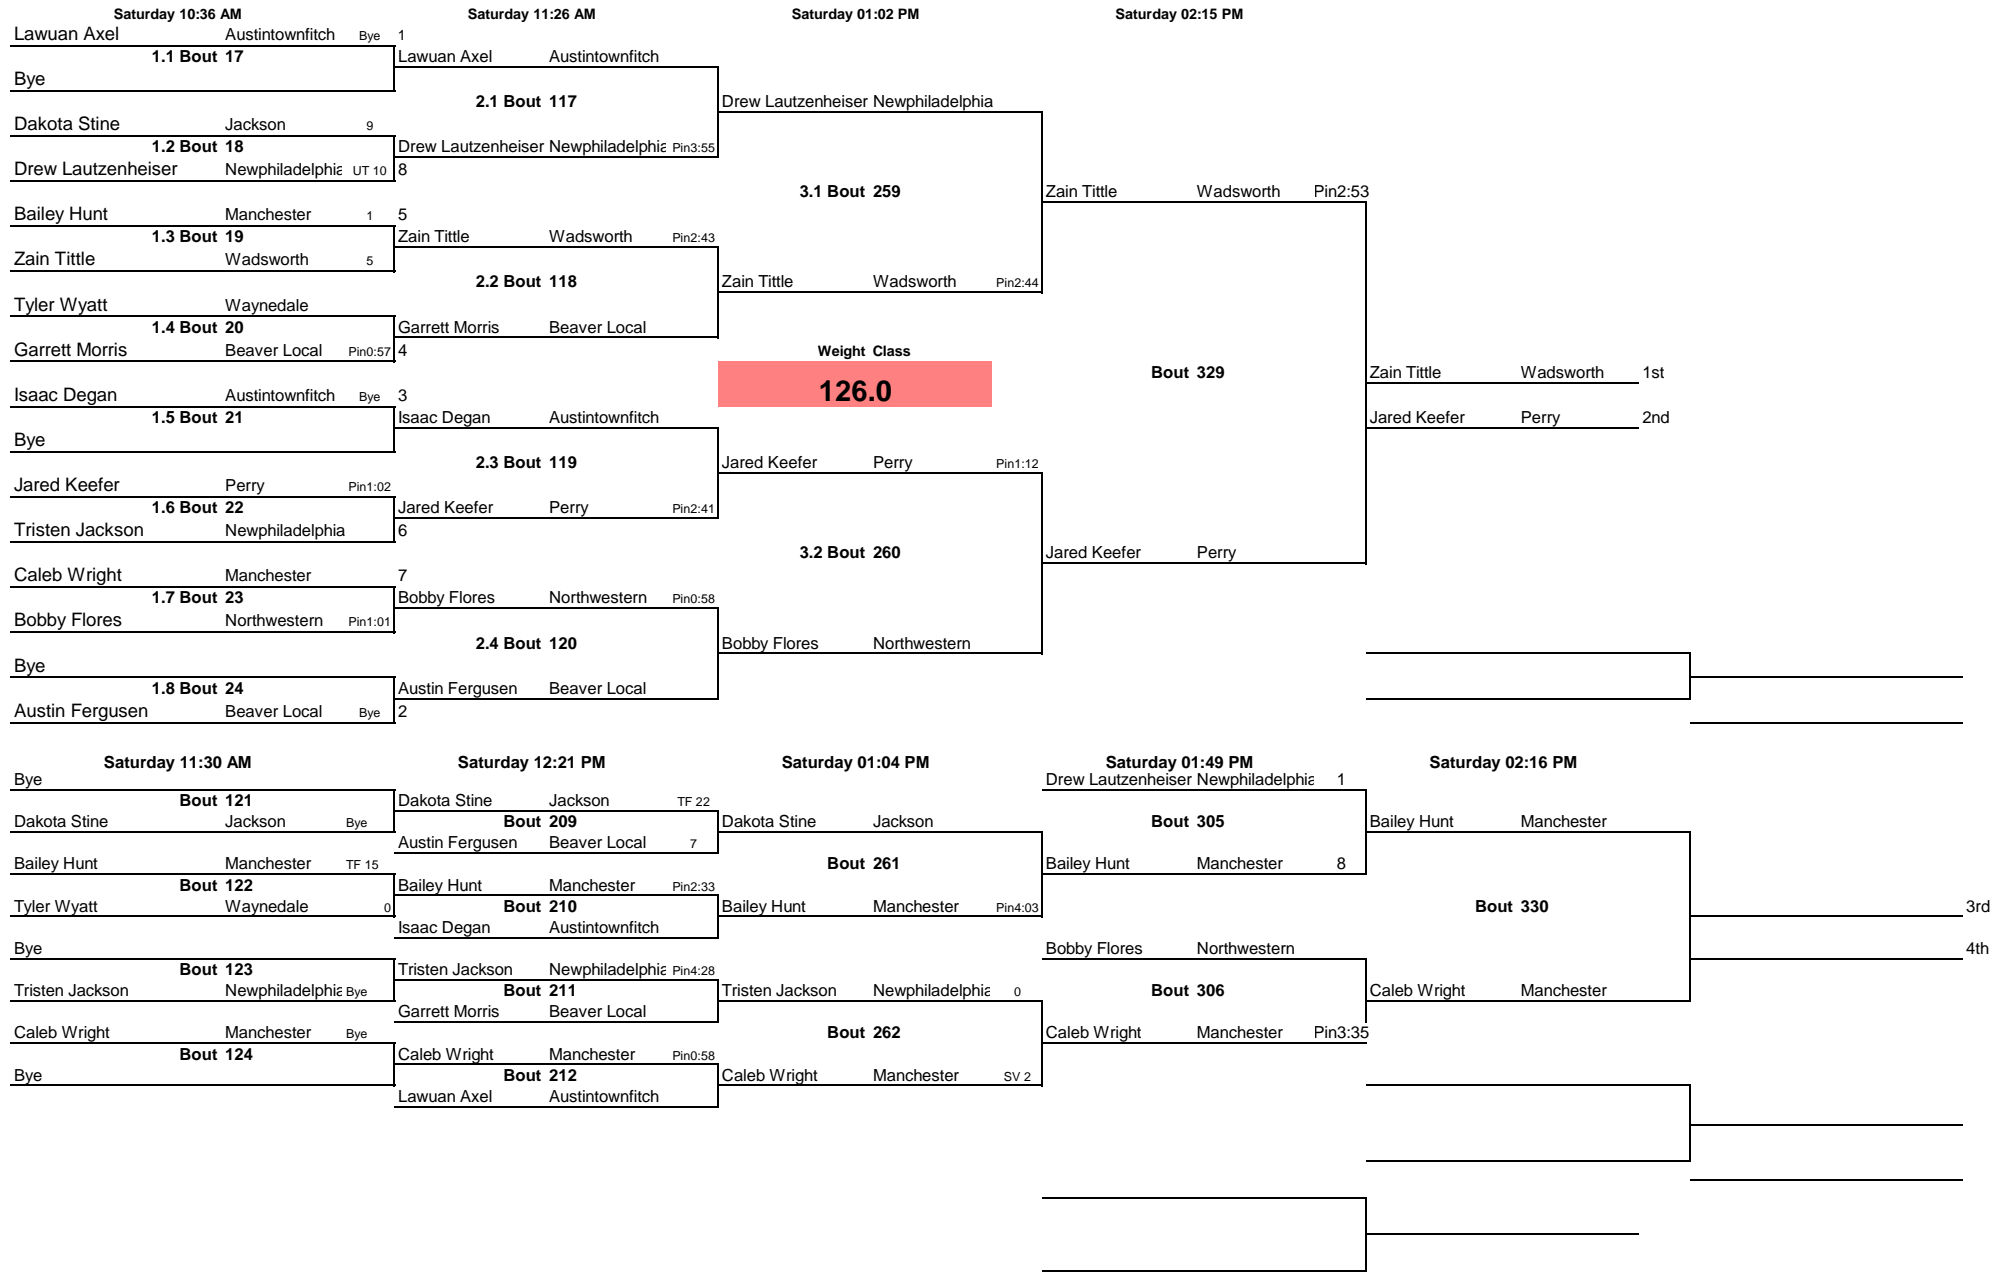 Saturday 10:36 AM Saturday 11:26 AM Saturday 01:02 PM Saturday 02:15 PM
Lawuan Axel Austintownfitch Bye 1
1.1 Bout 17 Lawuan Axel Austintownfitch
Bye
2.1 Bout 117 Drew Lautzenheiser Newphiladelphia
Dakota Stine Jackson 9
1.2 Bout 18 Drew Lautzenheiser Newphiladelphia Pin3:55
Drew Lautzenheiser Newphiladelphia UT 10 8
3.1 Bout 259 Zain Tittle Wadsworth Pin2:53
Bailey Hunt Manchester 1 5
1.3 Bout 19 Zain Tittle Wadsworth Pin2:43
Zain Tittle Wadsworth 5
2.2 Bout 118 Zain Tittle Wadsworth Pin2:44
Tyler Wyatt Waynedale
1.4 Bout 20 Garrett Morris Beaver Local
Garrett Morris Beaver Local Pin0:57 4 Weight Class
Bout 329 Zain Tittle Wadsworth 1st
126.0
Isaac Degan Austintownfitch Bye 3
1.5 Bout 21 Isaac Degan Austintownfitch Jared Keefer Perry 2nd
Bye
2.3 Bout 119 Jared Keefer Perry Pin1:12
Jared Keefer Perry Pin1:02
1.6 Bout 22 Jared Keefer Perry Pin2:41
Tristen Jackson Newphiladelphia 6
3.2 Bout 260 Jared Keefer Perry
Caleb Wright Manchester 7
1.7 Bout 23 Bobby Flores Northwestern Pin0:58
Bobby Flores Northwestern Pin1:01
2.4 Bout 120 Bobby Flores Northwestern
Bye
1.8 Bout 24 Austin Fergusen Beaver Local
Austin Fergusen Beaver Local Bye 2
Saturday 11:30 AM Saturday 12:21 PM Saturday 01:04 PM Saturday 01:49 PM Saturday 02:16 PM
Bye Drew Lautzenheiser Newphiladelphia 1
Bout 121 Dakota Stine Jackson TF 22
Dakota Stine Jackson Bye Bout 209 Dakota Stine Jackson Bout 305 Bailey Hunt Manchester
Austin Fergusen Beaver Local 7
Bailey Hunt Manchester TF 15 Bout 261 Bailey Hunt Manchester 8
Bout 122 Bailey Hunt Manchester Pin2:33
Tyler Wyatt Waynedale 0 Bout 210 Bailey Hunt Manchester Pin4:03 Bout 330 3rd
Isaac Degan Austintownfitch
Bye Bobby Flores Northwestern 4th
Bout 123 Tristen Jackson Newphiladelphia Pin4:28
Tristen Jackson Newphiladelphia Bye Bout 211 Tristen Jackson Newphiladelphia 0 Bout 306 Caleb Wright Manchester
Garrett Morris Beaver Local
Caleb Wright Manchester Bye Bout 262 Caleb Wright Manchester Pin3:35
Bout 124 Caleb Wright Manchester Pin0:58
Bye Bout 212 Caleb Wright Manchester SV 2
Lawuan Axel Austintownfitch